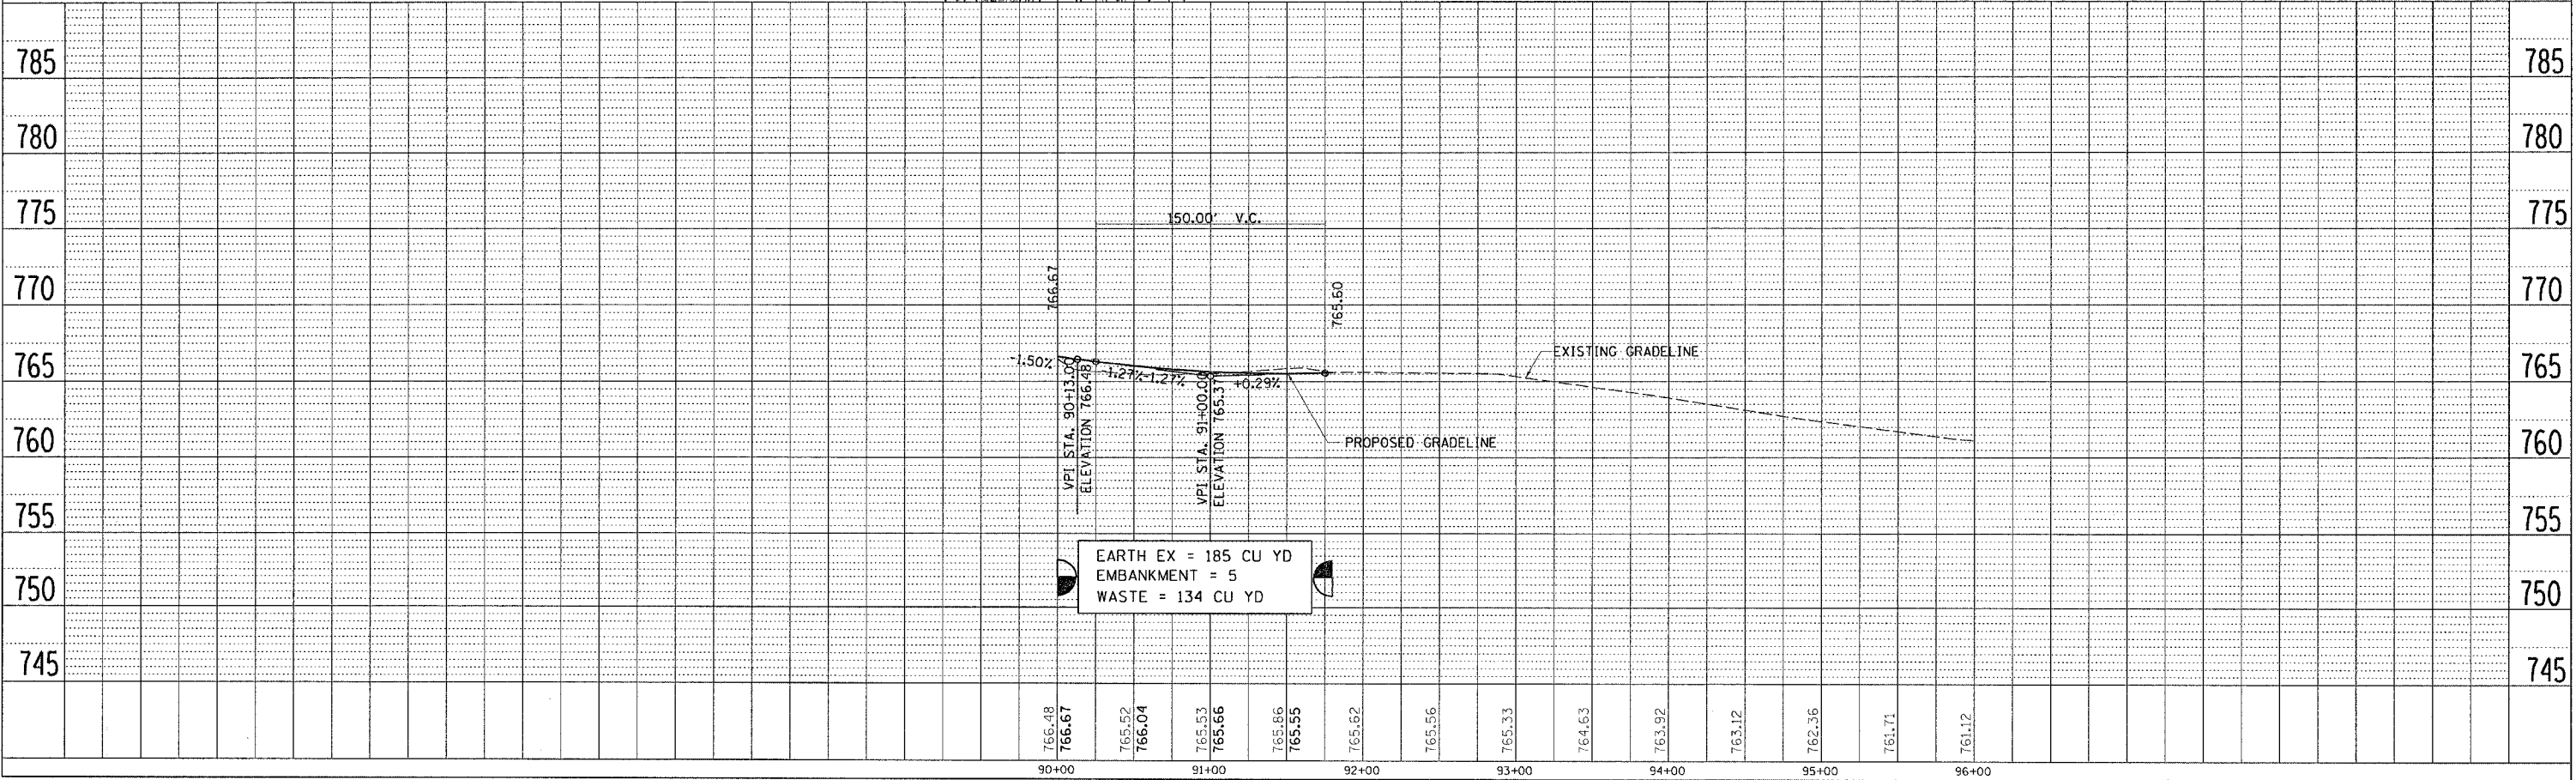 785 785
780 780
775 775
770 770
765 765
760 760
755 755
750 750
745 745
150.00' V.C.
766.67
765.60
-1.50%
-1.27%
-1.27%
+0.29%
VPI STA. 90+13.00
ELEVATION 766.48
VPI STA. 91+00.00
ELEVATION 765.37
EXISTING GRADELINE
PROPOSED GRADELINE
EARTH EX = 185 CU YD
EMBANKMENT = 5
WASTE = 134 CU YD
766.48
766.67
765.52
766.04
765.53
765.66
765.86
765.55
765.62
765.56
765.33
764.63
763.92
763.12
762.36
761.71
761.12
90+00 91+00 92+00 93+00 94+00 95+00 96+00